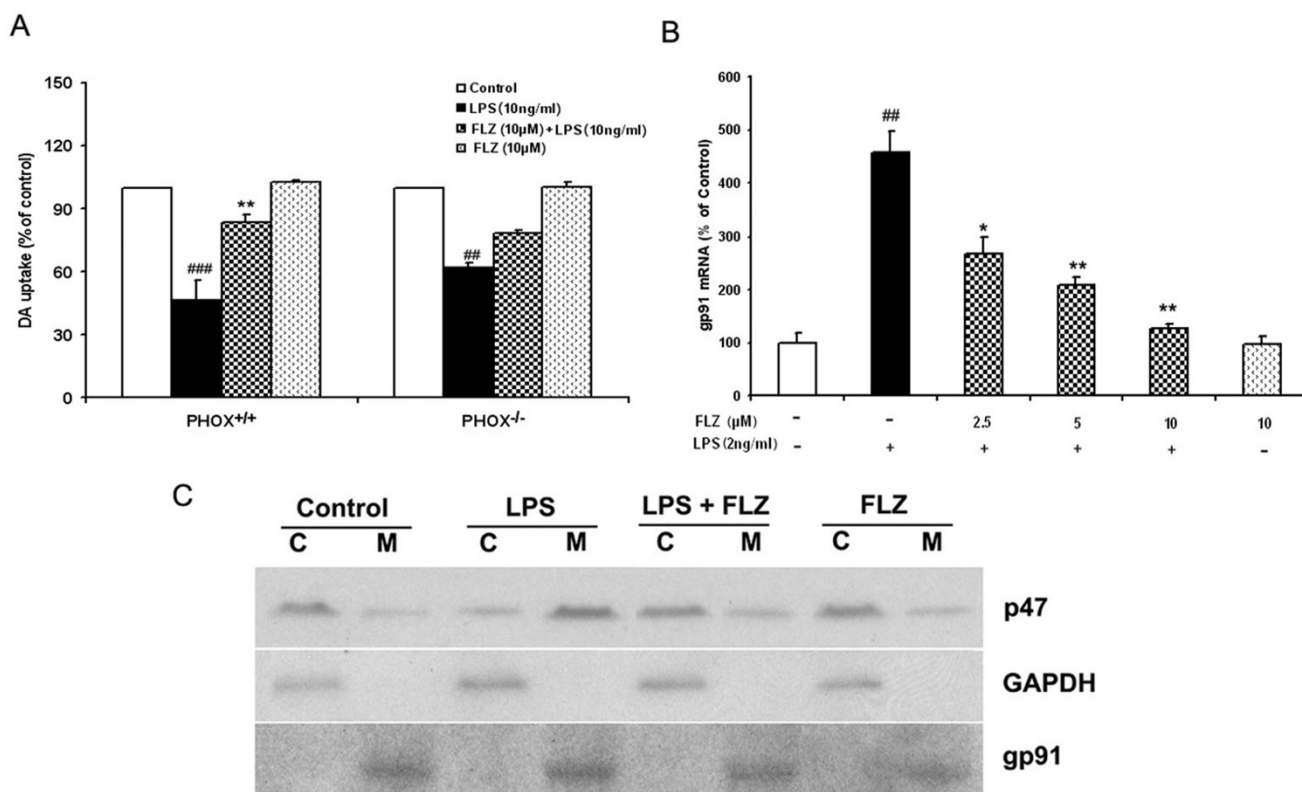 A
DA uptake (% of control)
150
120
90
60
30
0
Control
LPS(10ng/ml)
FLZ (10μM)+LPS(10ng/ml)
FLZ (10μM)
###
**
##
PHOX+/+
PHOX-/-
B
gp91 mRNA (% of Control)
600
500
400
300
200
100
0
##
*
**
**
FLZ (μM) - - 2.5 5 10 10
LPS(2ng/ml) - + + + + -
C
Control LPS LPS + FLZ FLZ
C M C M C M C M
p47
GAPDH
gp91